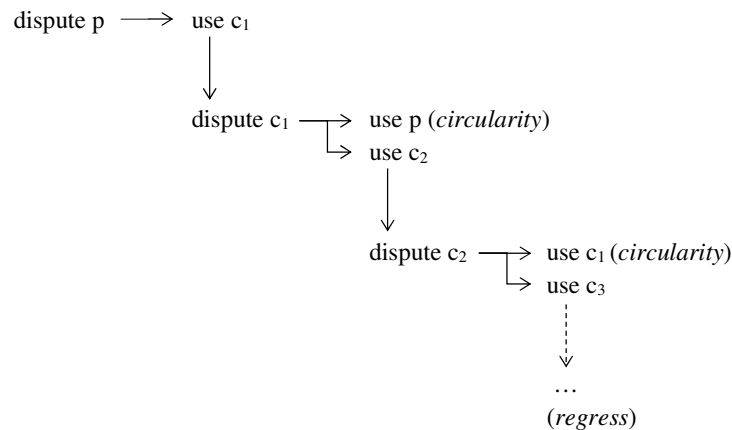 dispute p use c₁
dispute c₁ use p (circularity)
use c₂
dispute c₂ use c₁ (circularity)
use c₃
…
(regress)